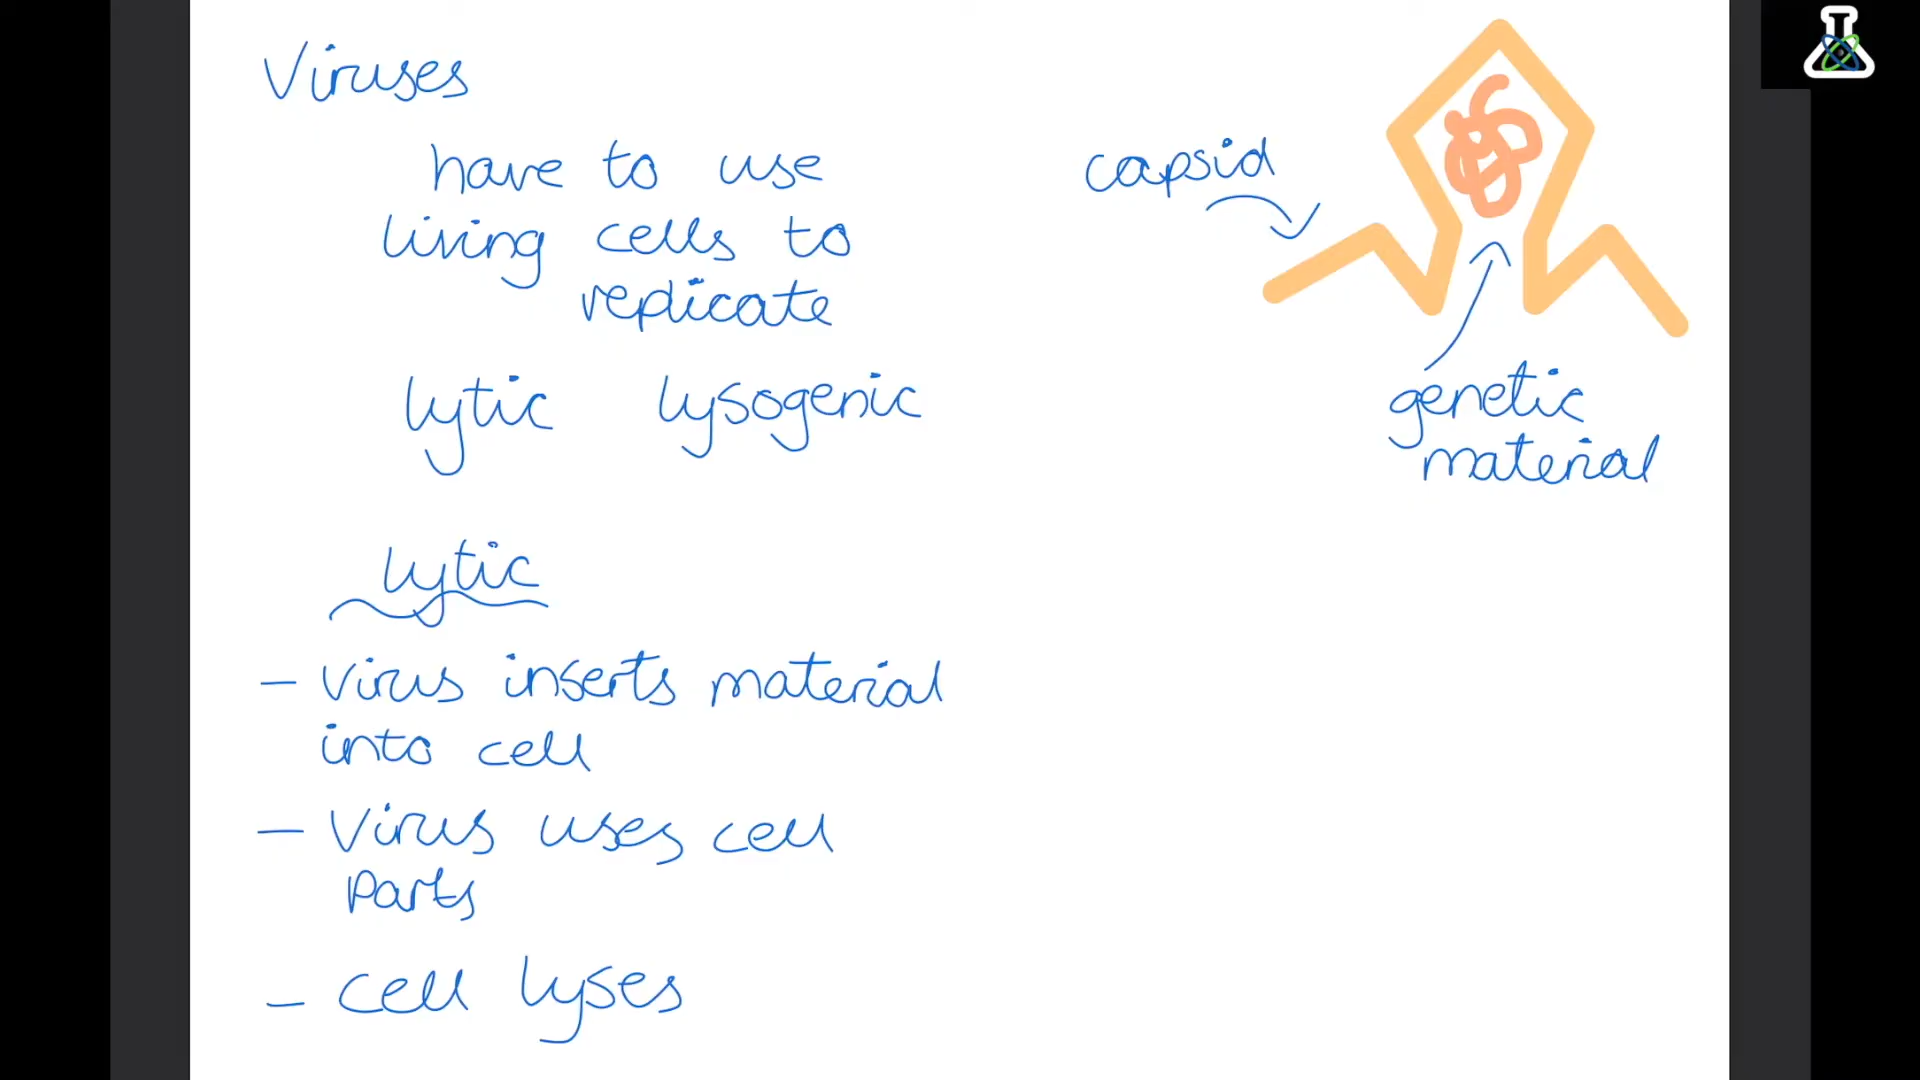 Viruses
have to use
living cells to
replicate
lytic lysogenic
lytic
- virus inserts material
into cell
- Virus uses cell
parts
- cell lyses
capsid
genetic
material